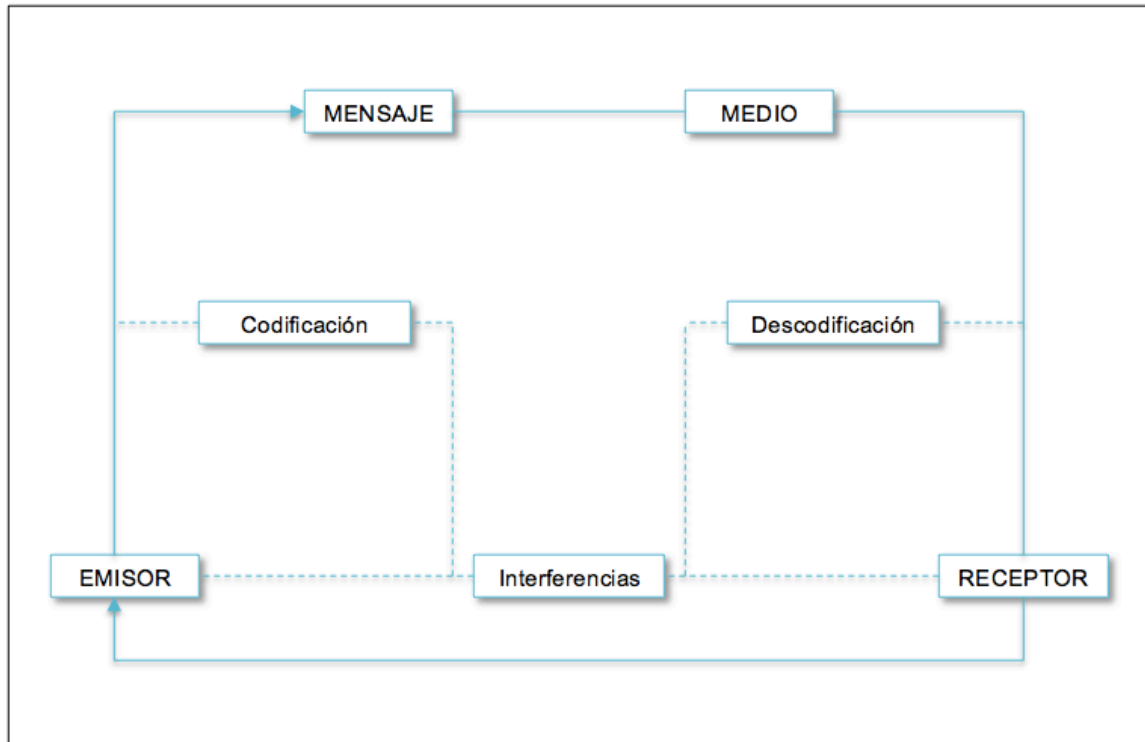 MENSAJE
MEDIO
Codificación
Descodificación
EMISOR
Interferencias
RECEPTOR